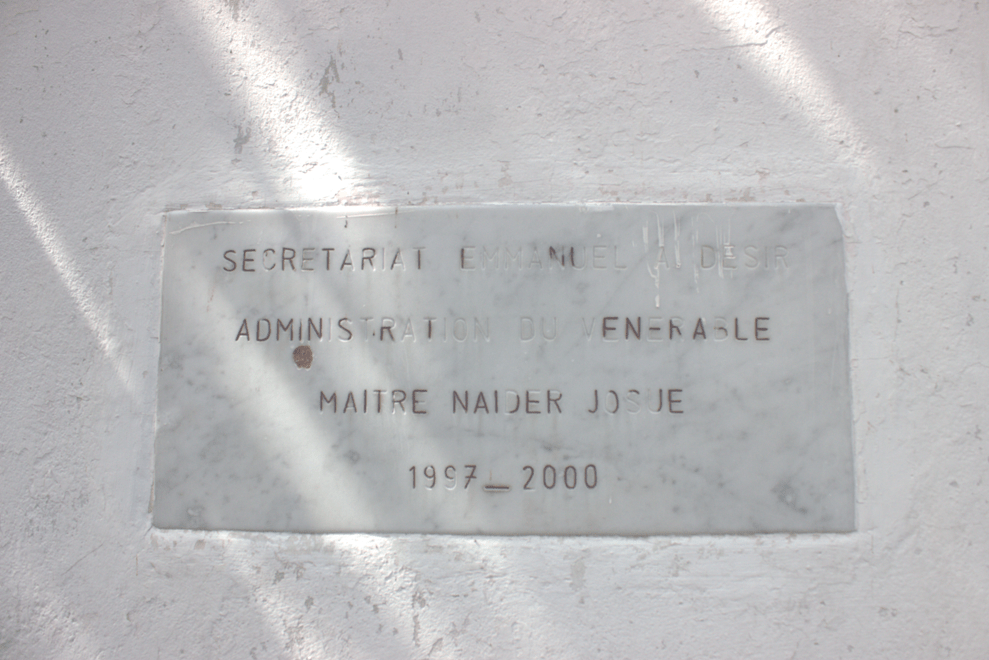 SECRETARIAT EMMANUEL A. DESIR
ADMINISTRATION DU VENERABLE
MAITRE NAIDER JOSUE
1997_2000